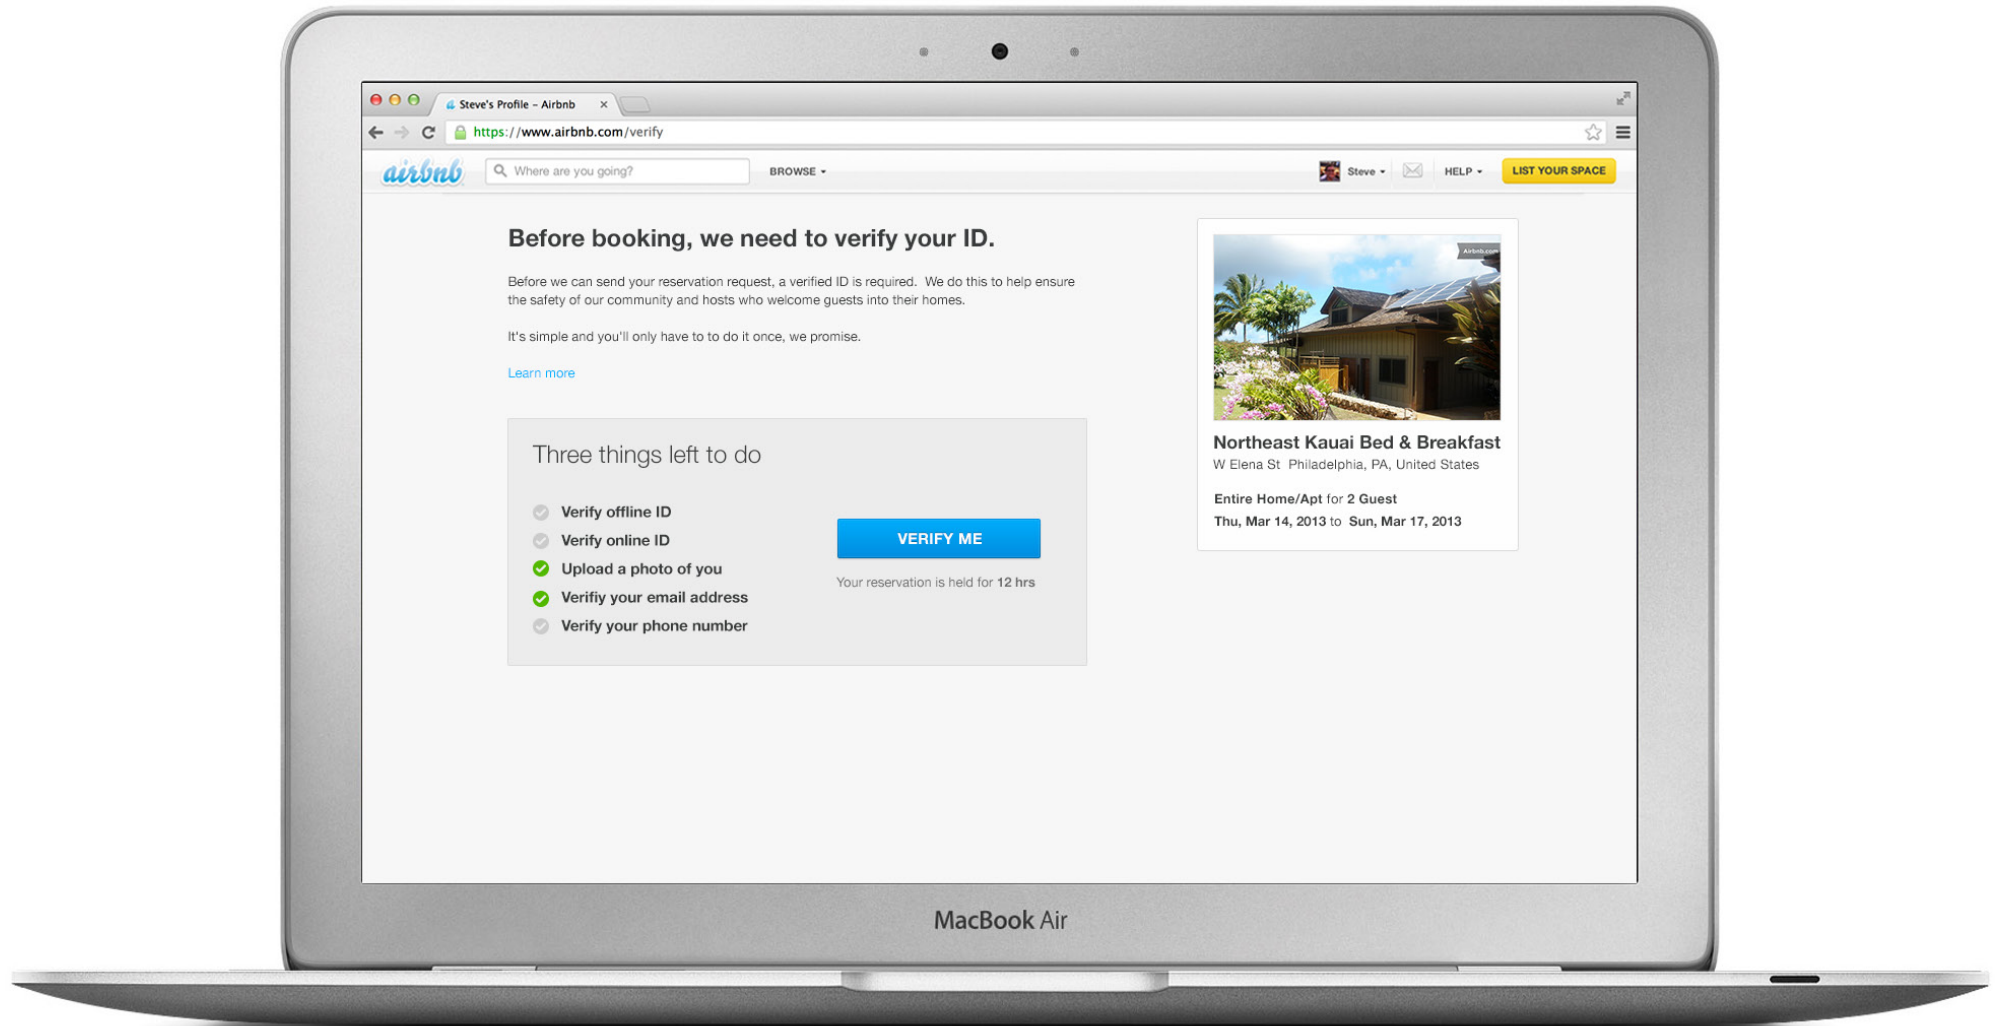 Steve's Profile – Airbnb
https://www.airbnb.com/verify
airbnb
Where are you going?
BROWSE
Steve
HELP
LIST YOUR SPACE
Before booking, we need to verify your ID.
Before we can send your reservation request, a verified ID is required. We do this to help ensure
the safety of our community and hosts who welcome guests into their homes.
It's simple and you'll only have to to do it once, we promise.
Learn more
Three things left to do
Verify offline ID
Verify online ID
Upload a photo of you
Verifiy your email address
Verify your phone number
VERIFY ME
Your reservation is held for 12 hrs
Airbnb.com
Northeast Kauai Bed & Breakfast
W Elena St Philadelphia, PA, United States
Entire Home/Apt for 2 Guest
Thu, Mar 14, 2013 to Sun, Mar 17, 2013
MacBook Air